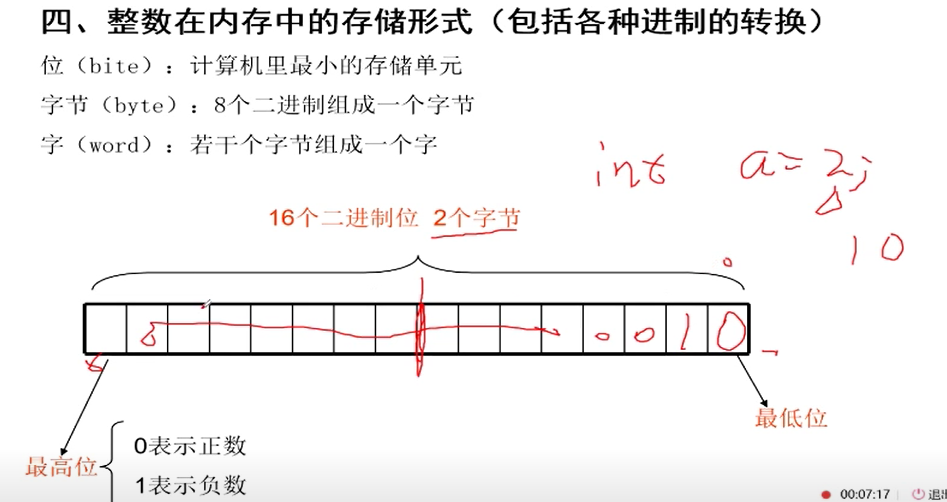 四、整数在内存中的存储形式（包括各种进制的转换）
位（bite）：计算机里最小的存储单元
字节（byte）：8个二进制组成一个字节
字（word）：若干个字节组成一个字
int a=2;
10
16个二进制位 2个字节
0 0 1 0
最低位
最高位
0表示正数
1表示负数
00:07:17 退出